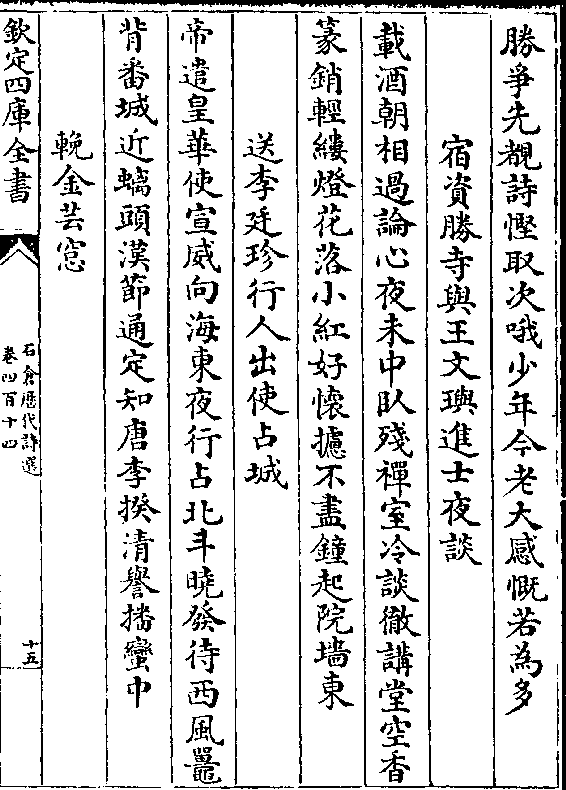 勝爭先覩詩慳取次哦少年今老大感慨若為多
宿資勝寺與王文璵進士夜談
載酒朝相過論心夜未中臥殘禪室冷談徹講堂空香
篆銷輕縷燈花落小紅好懷攄不盡鐘起院墻東
送李廷珍行人出使占城
帝遣皇華使宣威向海東夜行占北斗曉發待西風鼉
背番城近螭頭漢節通定知唐李揆清譽播蠻中
輓金芸窓
欽定四庫全書
石倉歷代詩選
卷四百十四
十五